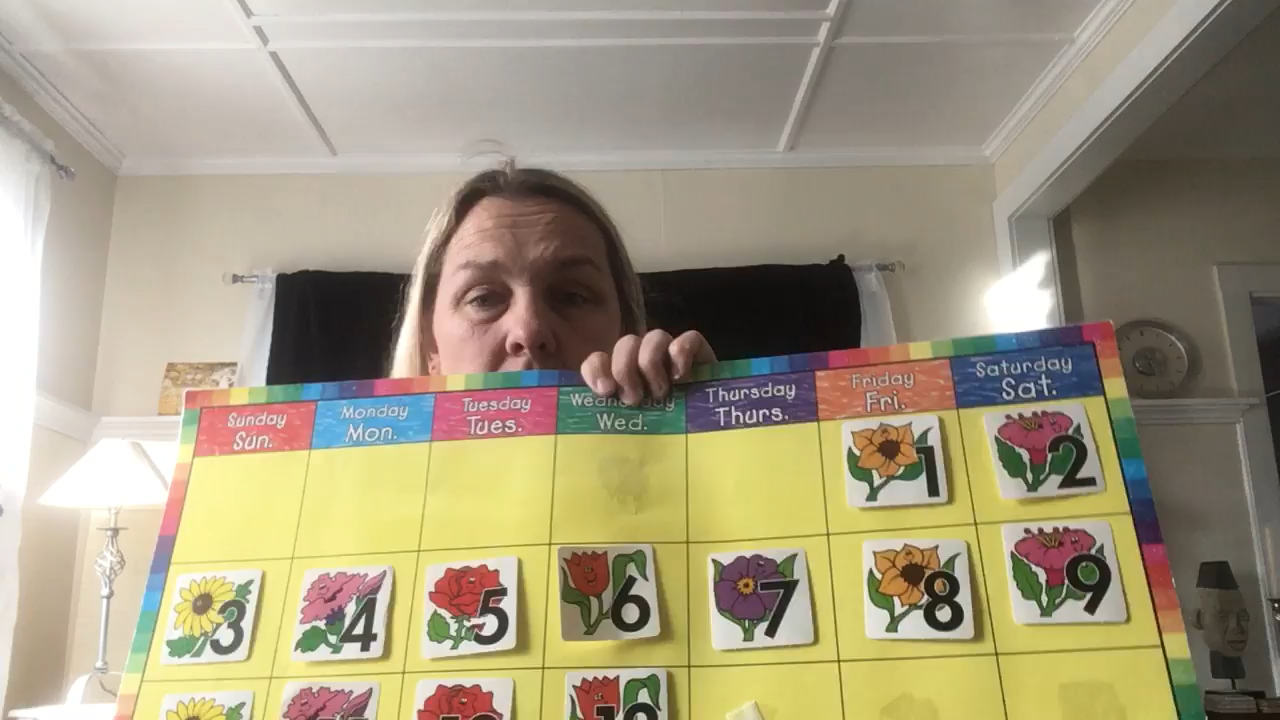 Sunday Monday Tuesday Wednesday Thursday Friday Saturday
Sun. Mon. Tues. Wed. Thurs. Fri. Sat.
1 2
3 4 5 6 7 8 9